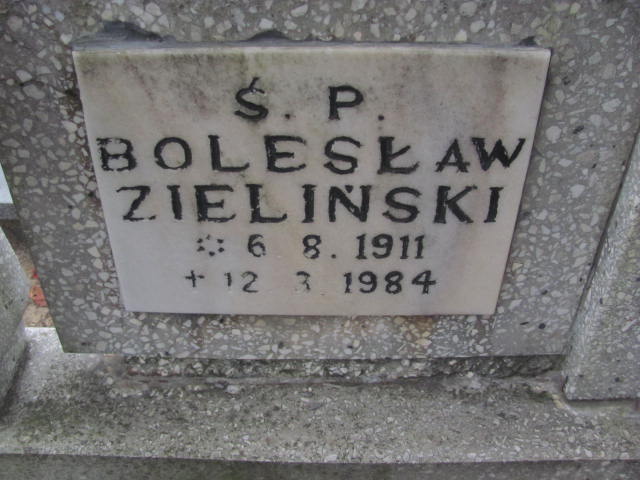 Ś. P.
BOLESŁAW
ZIELIŃSKI
* 6 8. 1911
+ 12 3 1984